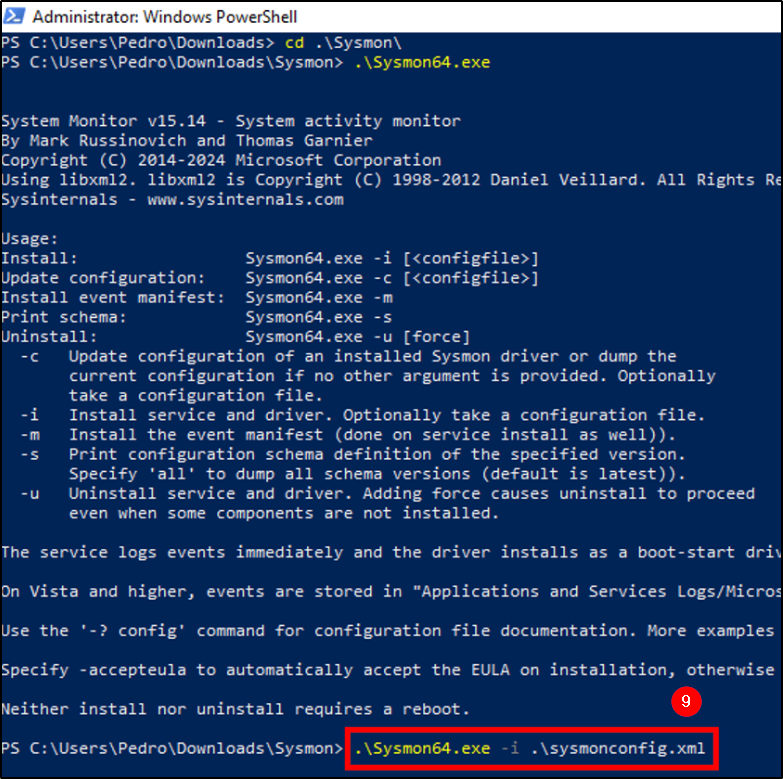 Administrator: Windows PowerShell
PS C:\Users\Pedro\Downloads> cd .\Sysmon\
PS C:\Users\Pedro\Downloads\Sysmon> .\Sysmon64.exe
System Monitor v15.14 - System activity monitor
By Mark Russinovich and Thomas Garnier
Copyright (C) 2014-2024 Microsoft Corporation
Using libxml2. libxml2 is Copyright (C) 1998-2012 Daniel Veillard. All Rights Re
Sysinternals - www.sysinternals.com
Usage:
Install:                 Sysmon64.exe -i [<configfile>]
Update configuration:    Sysmon64.exe -c [<configfile>]
Install event manifest:  Sysmon64.exe -m
Print schema:            Sysmon64.exe -s
Uninstall:               Sysmon64.exe -u [force]
  -c   Update configuration of an installed Sysmon driver or dump the
       current configuration if no other argument is provided. Optionally
       take a configuration file.
  -i   Install service and driver. Optionally take a configuration file.
  -m   Install the event manifest (done on service install as well)).
  -s   Print configuration schema definition of the specified version.
       Specify 'all' to dump all schema versions (default is latest)).
  -u   Uninstall service and driver. Adding force causes uninstall to proceed
       even when some components are not installed.
The service logs events immediately and the driver installs as a boot-start driv
On Vista and higher, events are stored in "Applications and Services Logs/Micros
Use the '-? config' command for configuration file documentation. More examples
Specify -accepteula to automatically accept the EULA on installation, otherwise
Neither install nor uninstall requires a reboot.
9
PS C:\Users\Pedro\Downloads\Sysmon> .\Sysmon64.exe -i .\sysmonconfig.xml